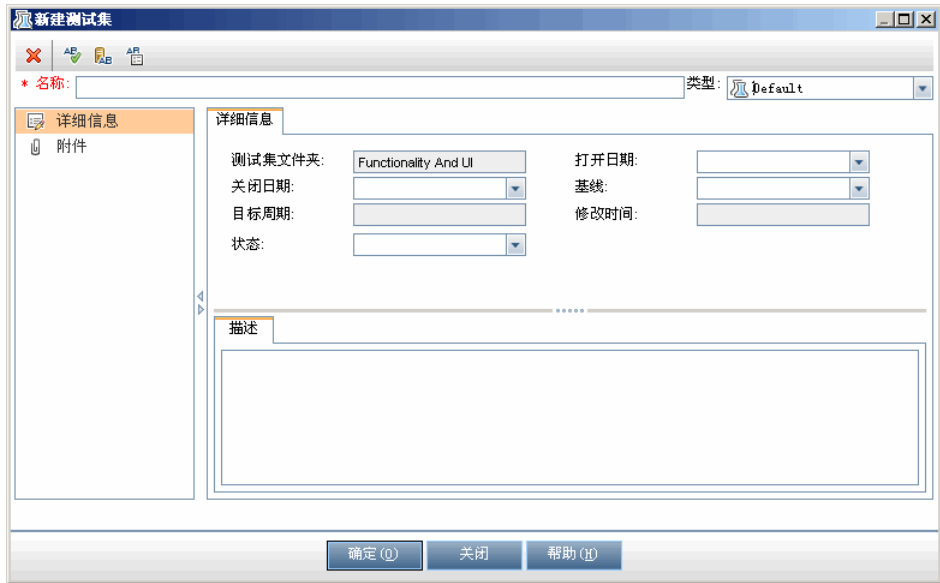 新建测试集
* 名称:
类型: Default
详细信息
附件
详细信息
测试集文件夹: Functionality And UI 打开日期:
关闭日期: 基线:
目标周期: 修改时间:
状态:
描述
确定(O) 关闭 帮助(H)